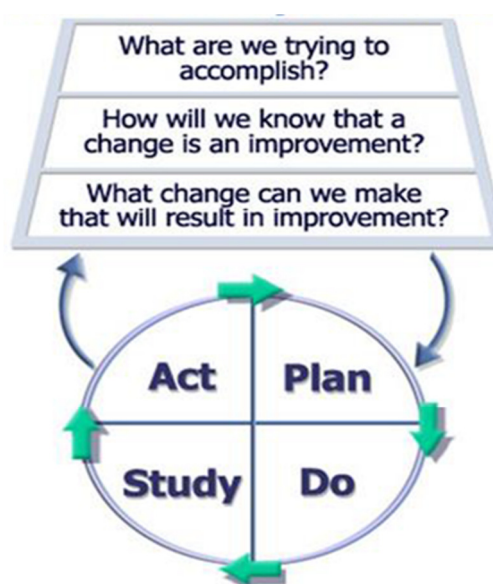 What are we trying to
accomplish?
How will we know that a
change is an improvement?
What change can we make
that will result in improvement?
Act Plan
Study Do